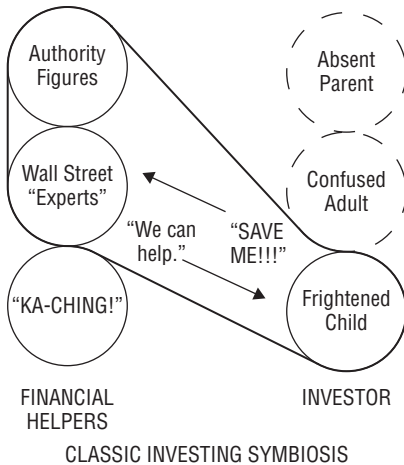 Authority
Figures
Absent
Parent
Wall Street
“Experts”
Confused
Adult
“We can
help.”
“SAVE
ME!!!”
“KA-CHING!”
Frightened
Child
FINANCIAL
HELPERS
INVESTOR
CLASSIC INVESTING SYMBIOSIS